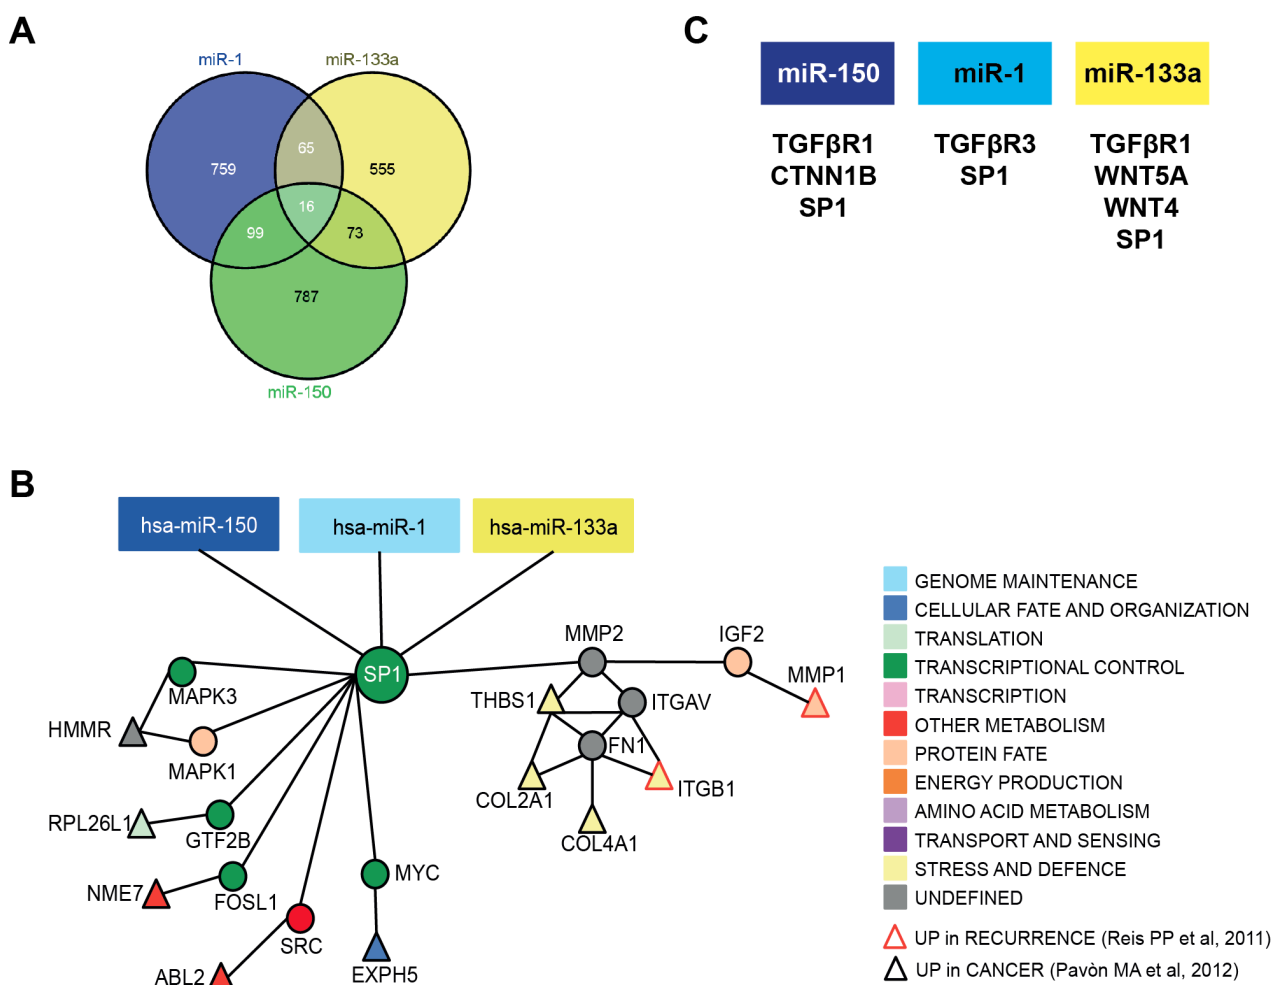 A
miR-1
miR-133a
65
759
555
16
99
73
787
miR-150
C
miR-150
miR-1
miR-133a
TGFβR1
CTNN1B
SP1
TGFβR3
SP1
TGFβR1
WNT5A
WNT4
SP1
B
hsa-miR-150
hsa-miR-1
hsa-miR-133a
SP1
MAPK3
HMMR
MAPK1
RPL26L1
GTF2B
NME7
FOSL1
SRC
ABL2
MYC
EXPH5
MMP2
IGF2
MMP1
THBS1
ITGAV
FN1
COL2A1
ITGB1
COL4A1
GENOME MAINTENANCE
CELLULAR FATE AND ORGANIZATION
TRANSLATION
TRANSCRIPTIONAL CONTROL
TRANSCRIPTION
OTHER METABOLISM
PROTEIN FATE
ENERGY PRODUCTION
AMINO ACID METABOLISM
TRANSPORT AND SENSING
STRESS AND DEFENCE
UNDEFINED
UP in RECURRENCE (Reis PP et al, 2011)
UP in CANCER (Pavòn MA et al, 2012)